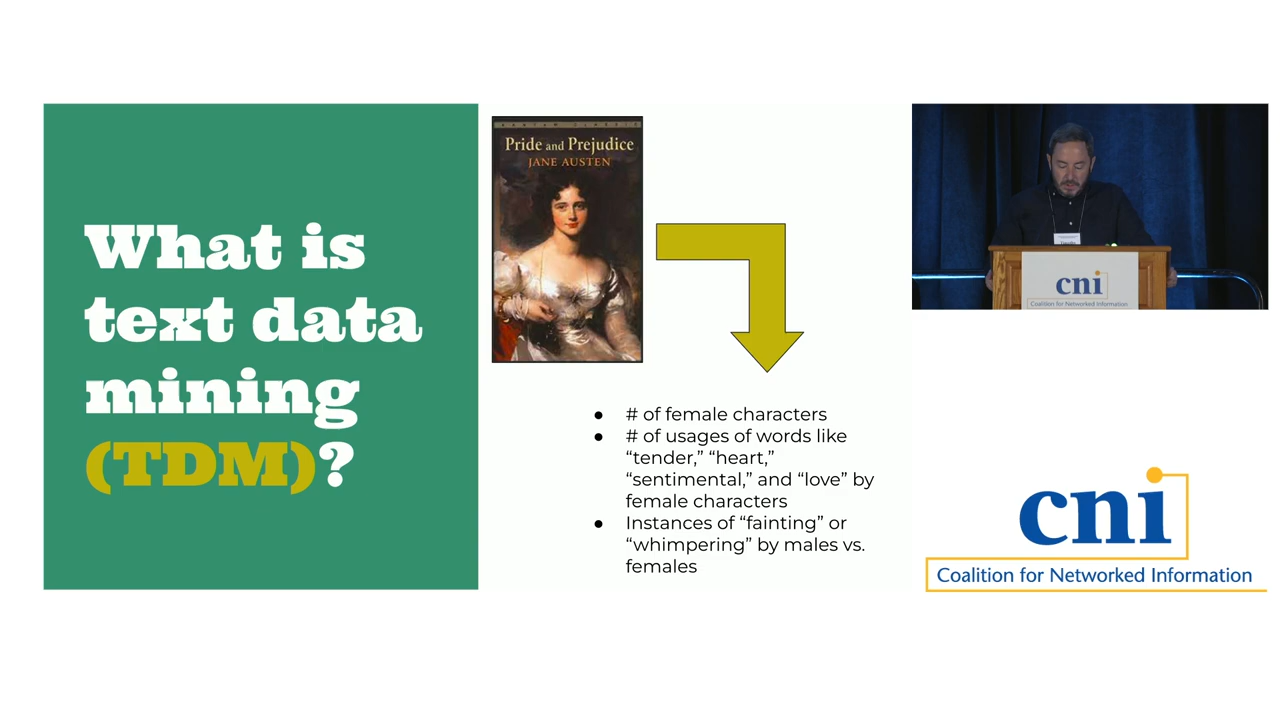 What is
text data
mining
(TDM)?
BANTAM CLASSIC
Pride and Prejudice
JANE AUSTEN
● # of female characters
● # of usages of words like
“tender,” “heart,”
“sentimental,” and “love” by
female characters
● Instances of “fainting” or
“whimpering” by males vs.
females
cni
Coalition for Networked Information
cni
Coalition for Networked Information